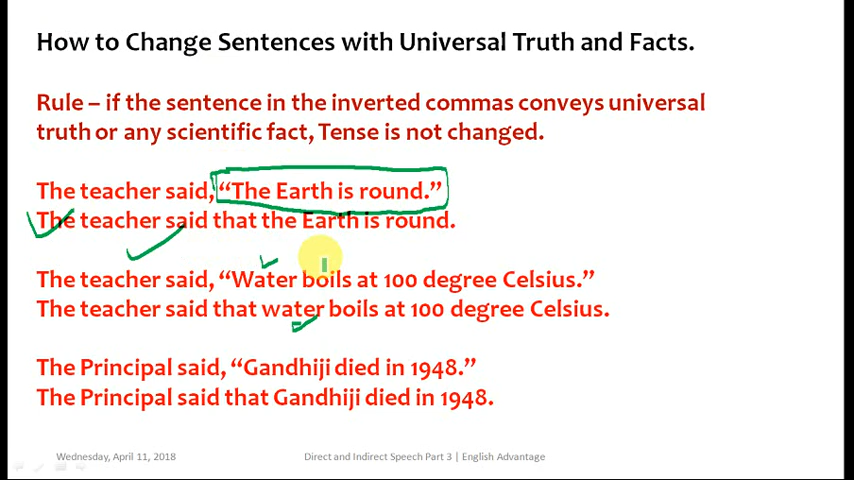 How to Change Sentences with Universal Truth and Facts.
Rule – if the sentence in the inverted commas conveys universal
truth or any scientific fact, Tense is not changed.
The teacher said, “The Earth is round.”
The teacher said that the Earth is round.
The teacher said, “Water boils at 100 degree Celsius.”
The teacher said that water boils at 100 degree Celsius.
The Principal said, “Gandhiji died in 1948.”
The Principal said that Gandhiji died in 1948.
Wednesday, April 11, 2018 Direct and Indirect Speech Part 3 | English Advantage